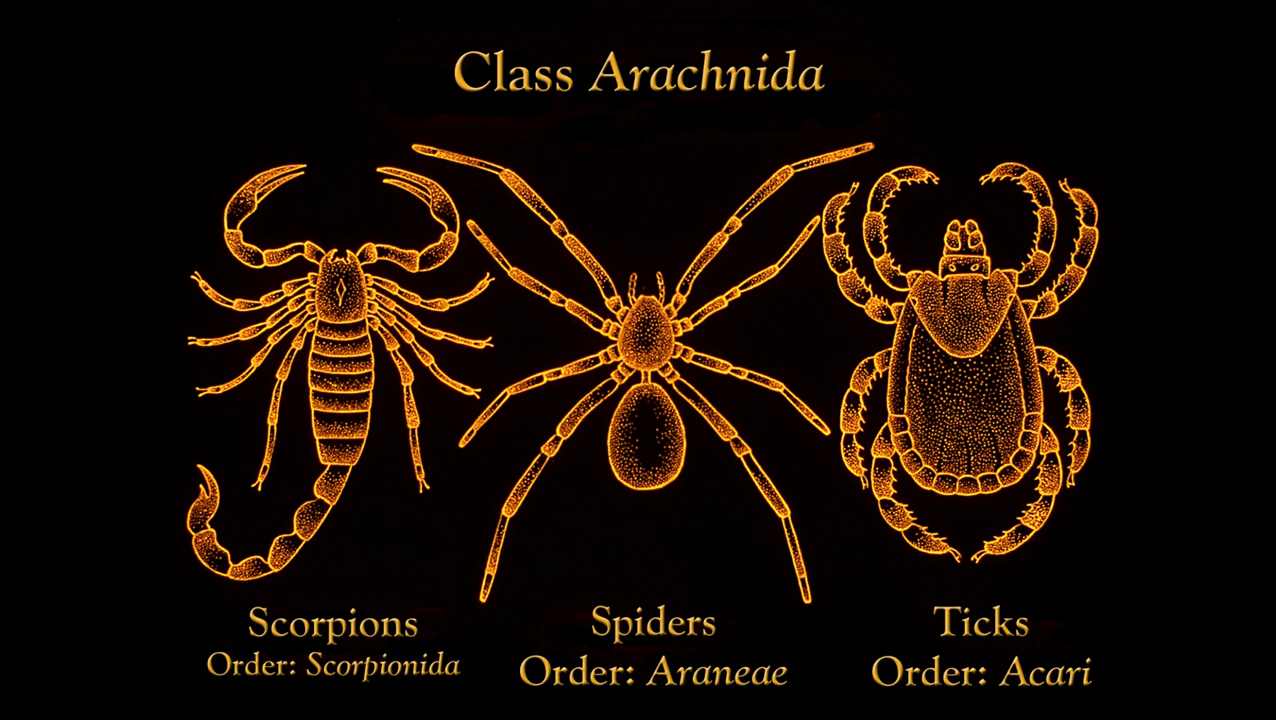 Class Arachnida
Scorpions
Order: Scorpionida
Spiders
Order: Araneae
Ticks
Order: Acari